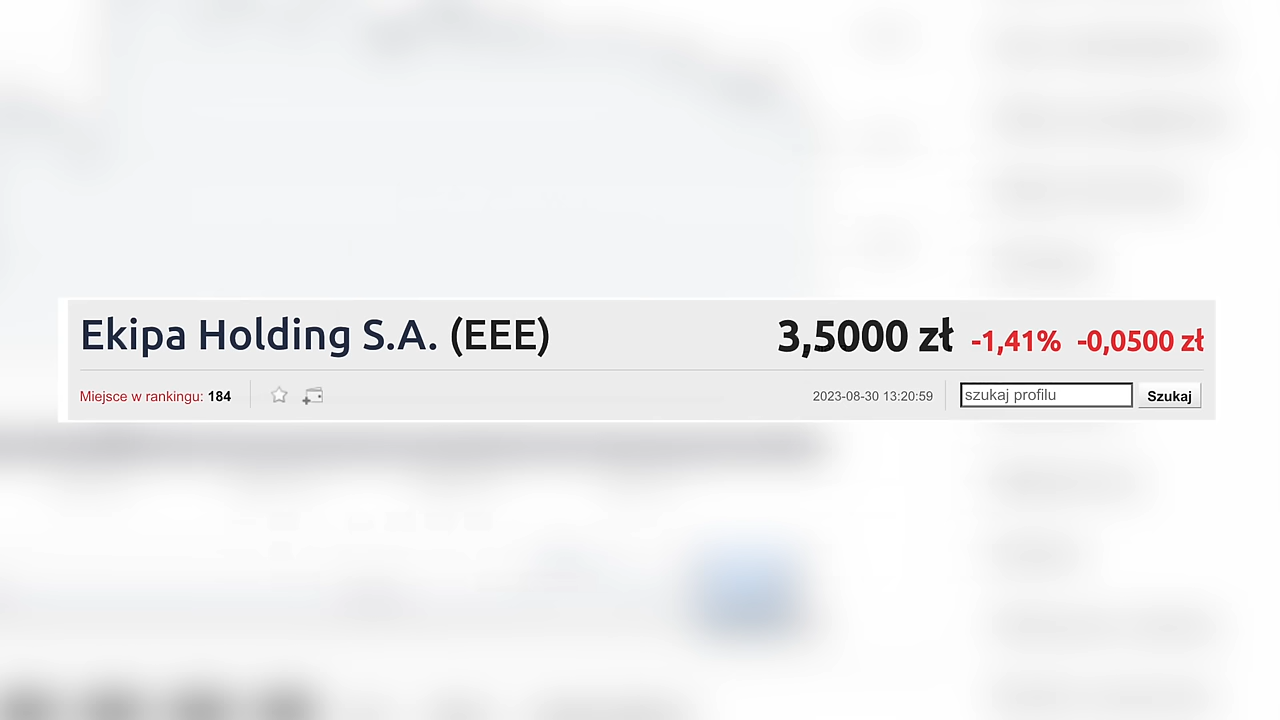 Ekipa Holding S.A. (EEE) 3,5000 zł -1,41% -0,0500 zł
Miejsce w rankingu: 184 2023-08-30 13:20:59 szukaj profilu Szukaj